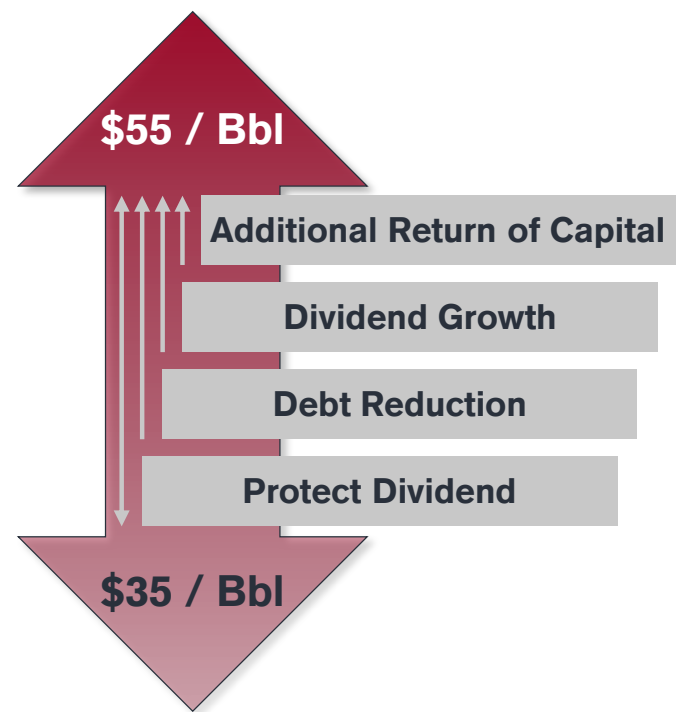 $55 / Bbl
Additional Return of Capital
Dividend Growth
Debt Reduction
Protect Dividend
$35 / Bbl